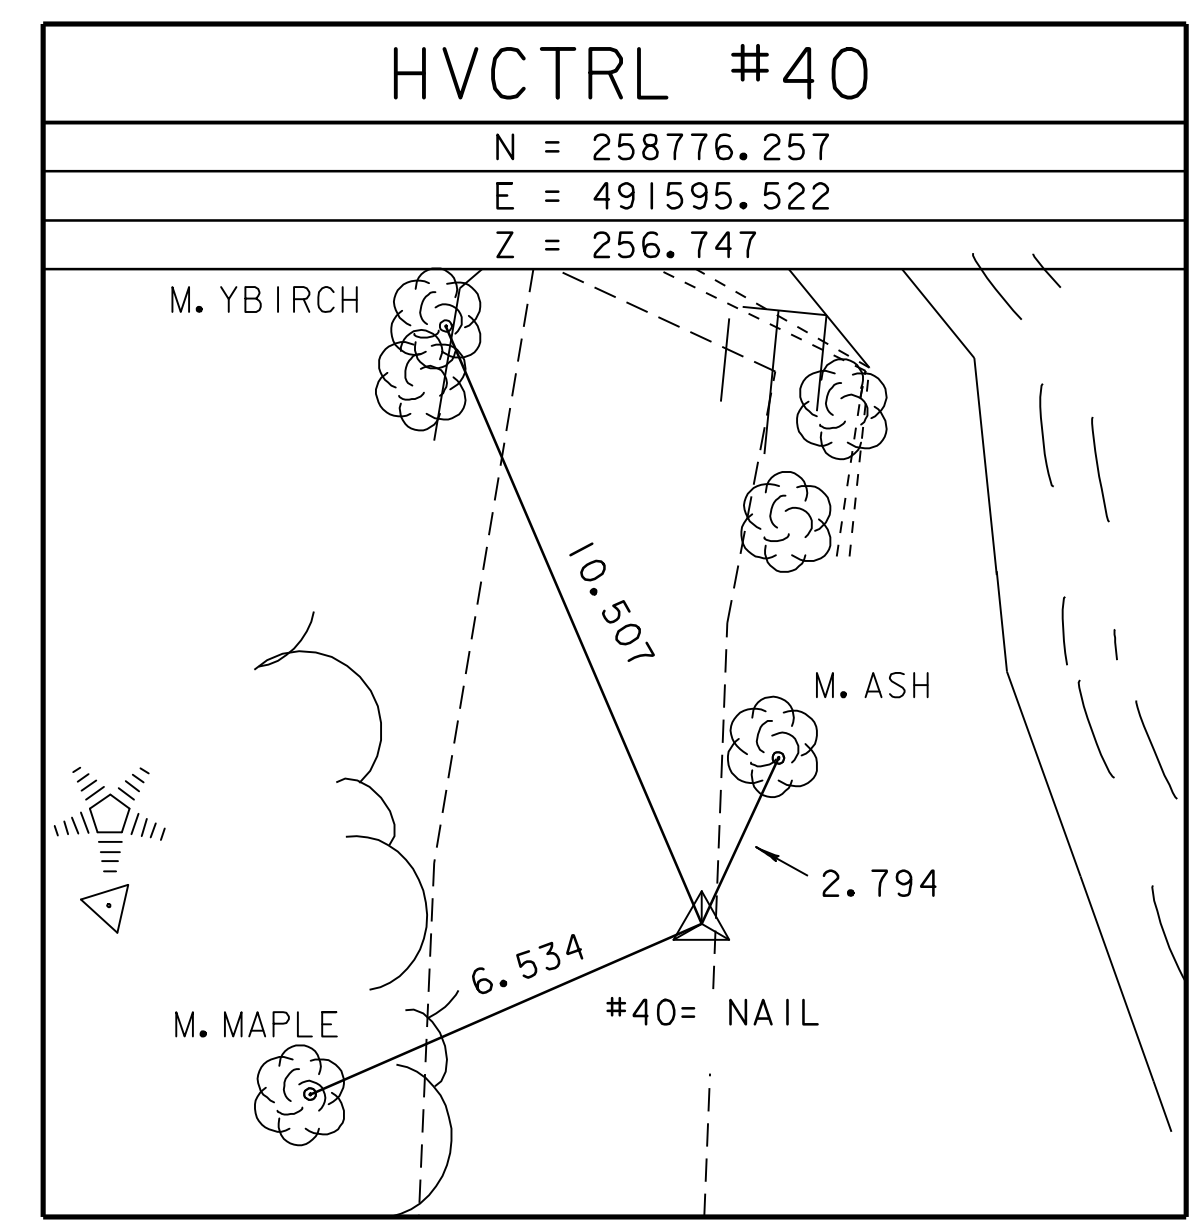 HVCTRL #40
N = 258776.257
E = 491595.522
Z = 256.747
M. YBIRCH
10.507
M. ASH
2.794
6.534
#40= NAIL
M. MAPLE